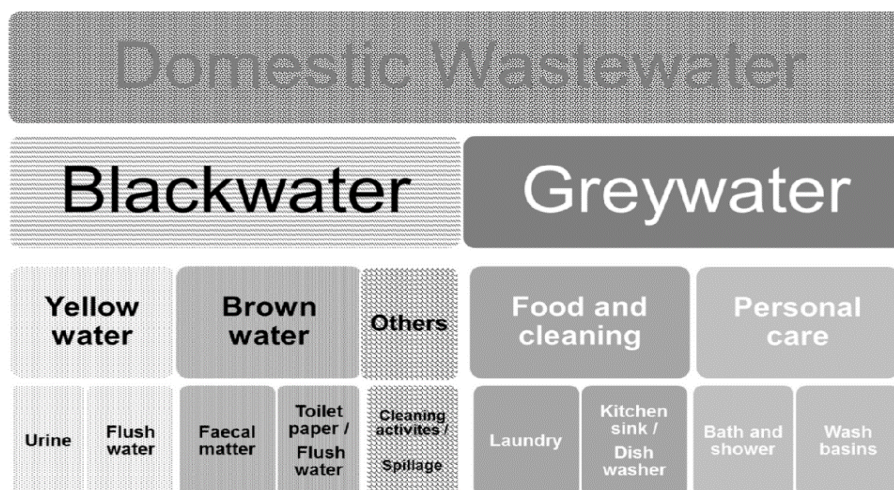 Domestic Wastewater
Blackwater
Greywater
Yellow
water
Brown
water
Others
Food and
cleaning
Personal
care
Urine
Flush
water
Faecal
matter
Toilet
paper /
Flush
water
Cleaning
activites /
Spillage
Laundry
Kitchen
sink /
Dish
washer
Bath and
shower
Wash
basins